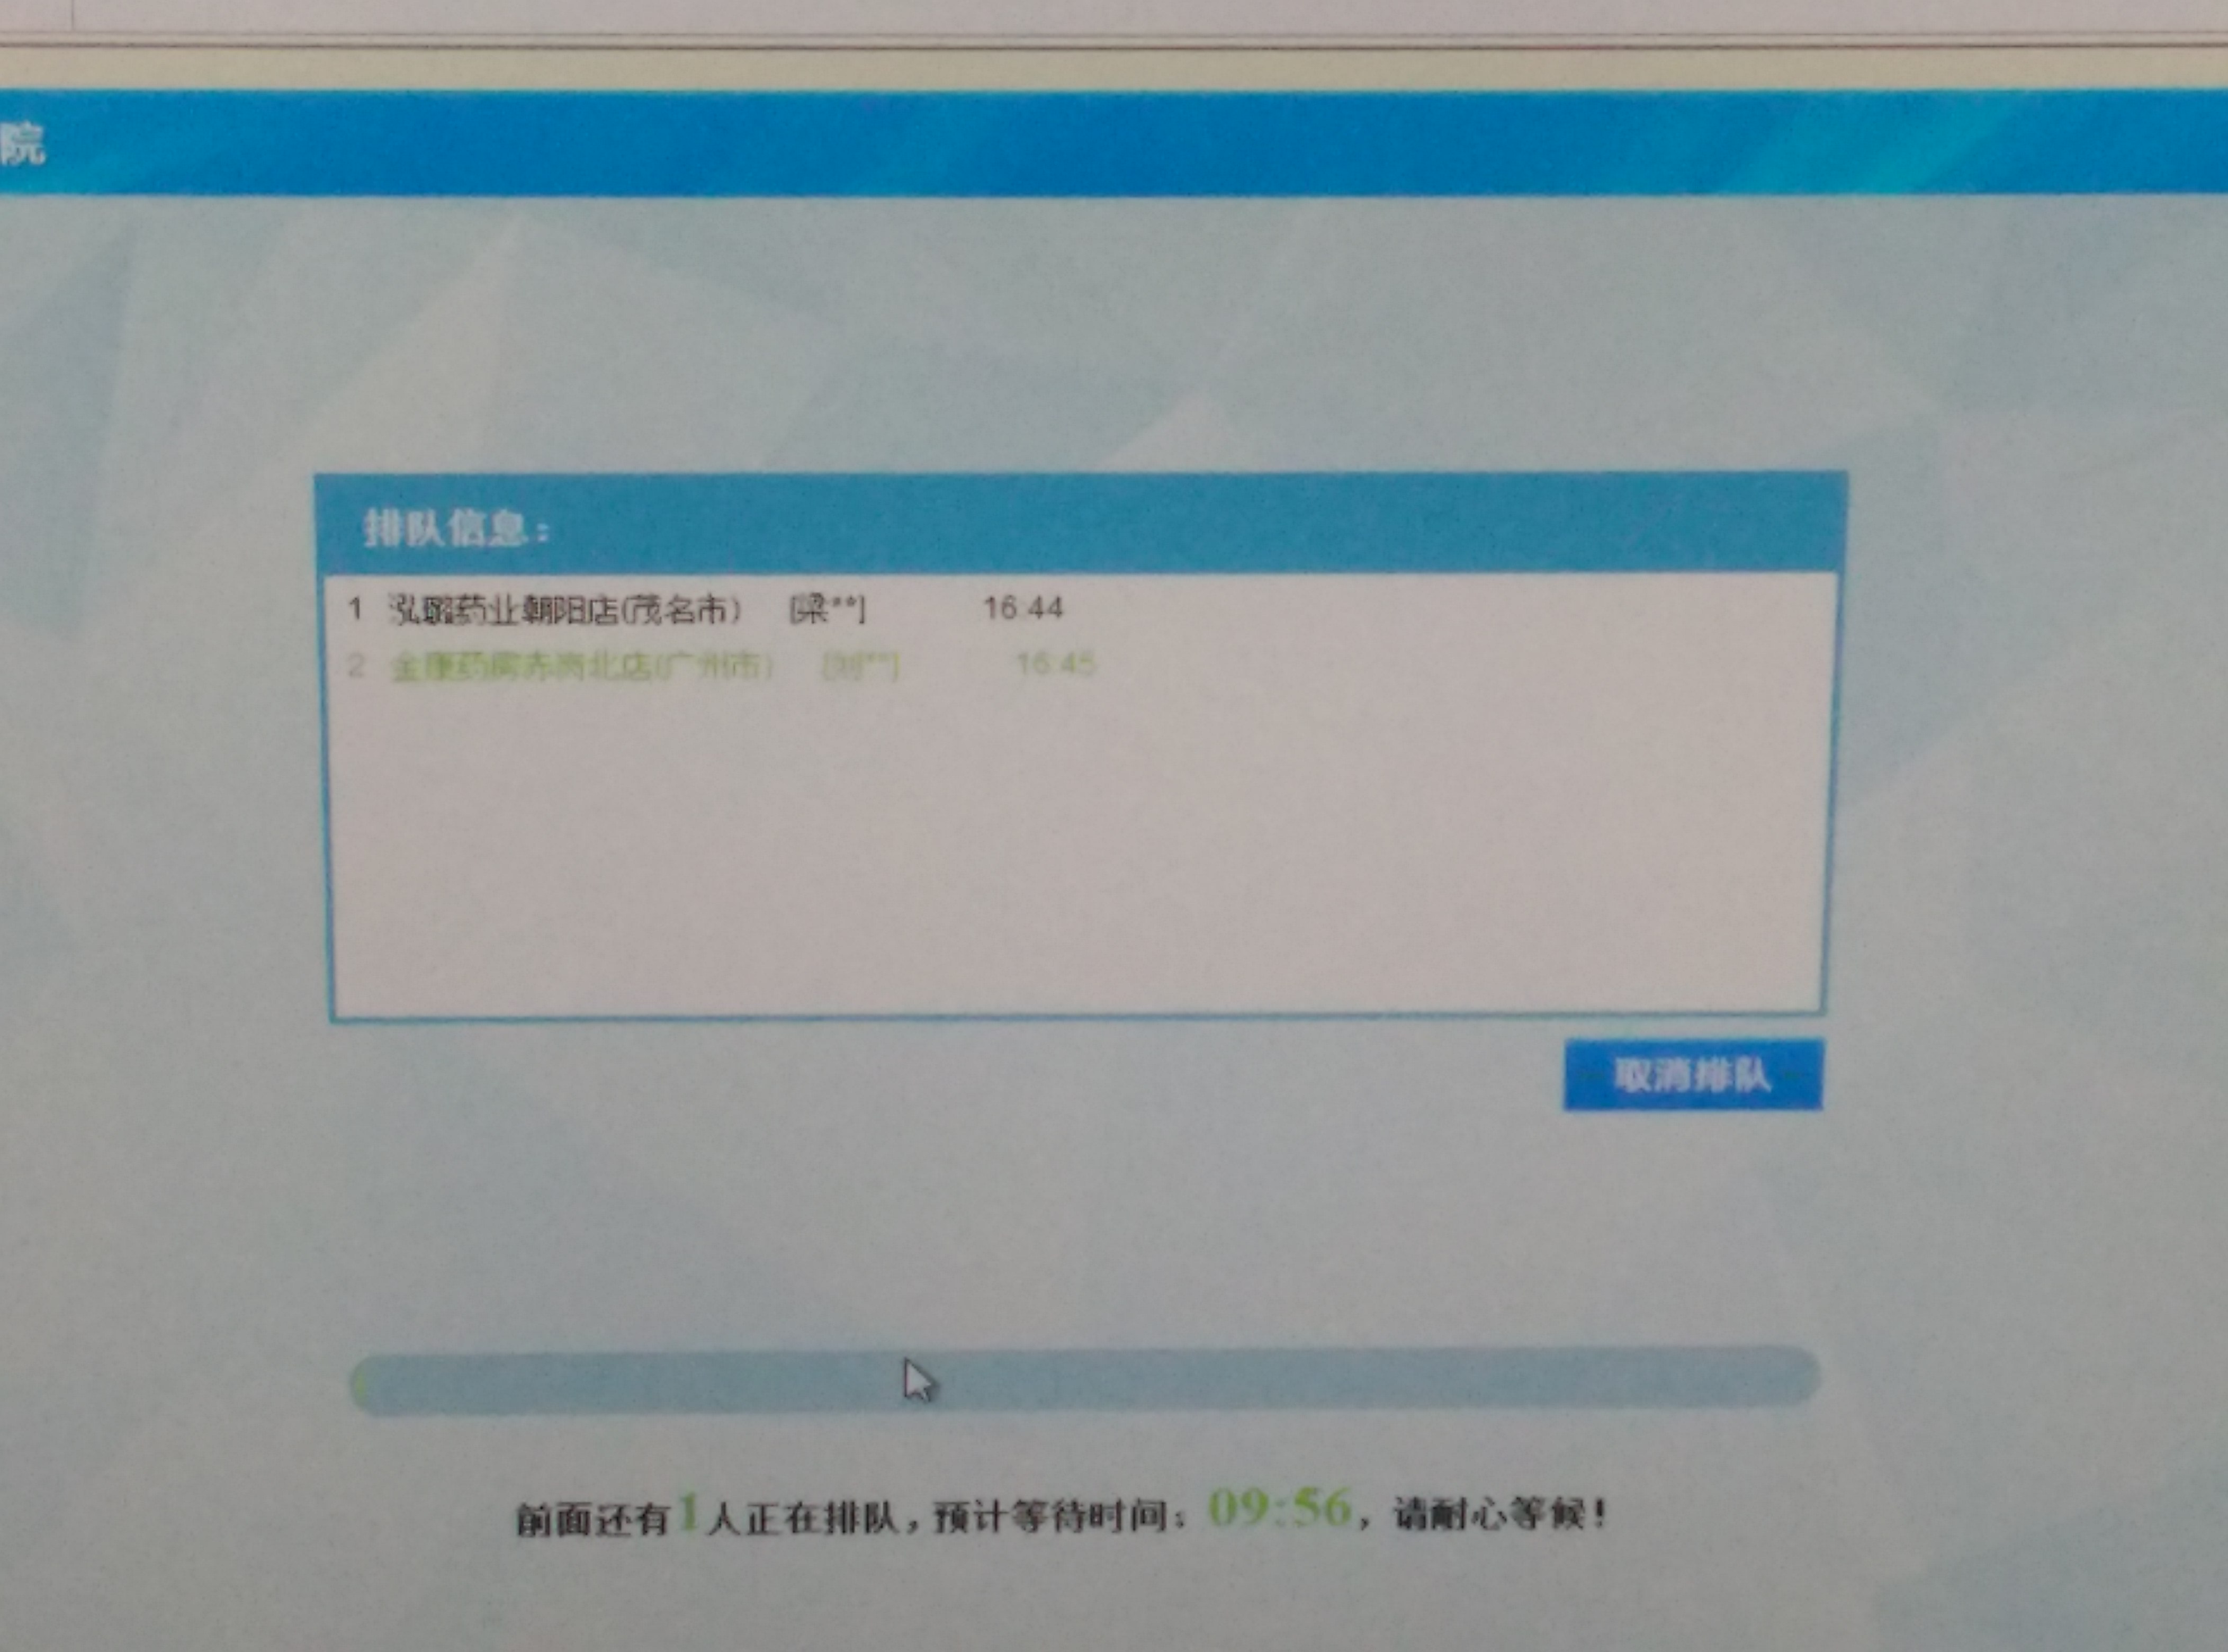 院
排队信息：
1 泓璐药业朝阳店(茂名市) [梁**] 16:44
2 金康药房赤岗北店(广州市) [刘**] 16:45
取消排队
前面还有1人正在排队，预计等待时间：09:56，请耐心等候！